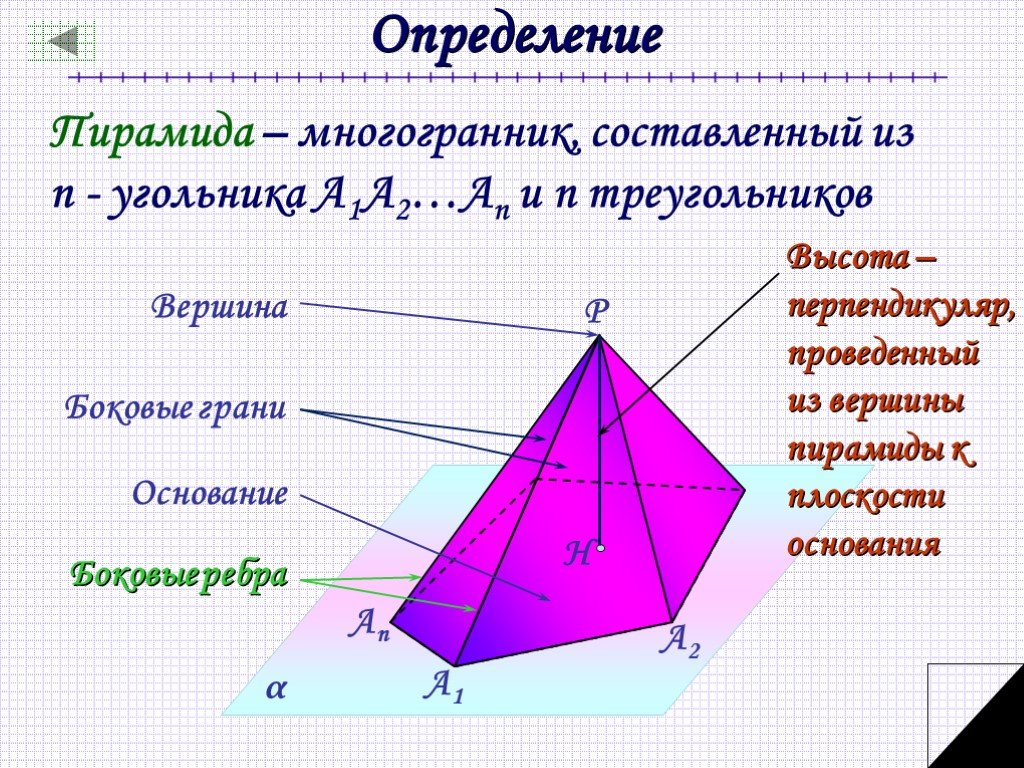 Определение
Пирамида – многогранник, составленный из
n - угольника A₁A₂…Aₙ и n треугольников
Вершина
Боковые грани
Основание
Боковые ребра
P
H
Aₙ
A₁
A₂
α
Высота –
перпендикуляр,
проведенный
из вершины
пирамиды к
плоскости
основания